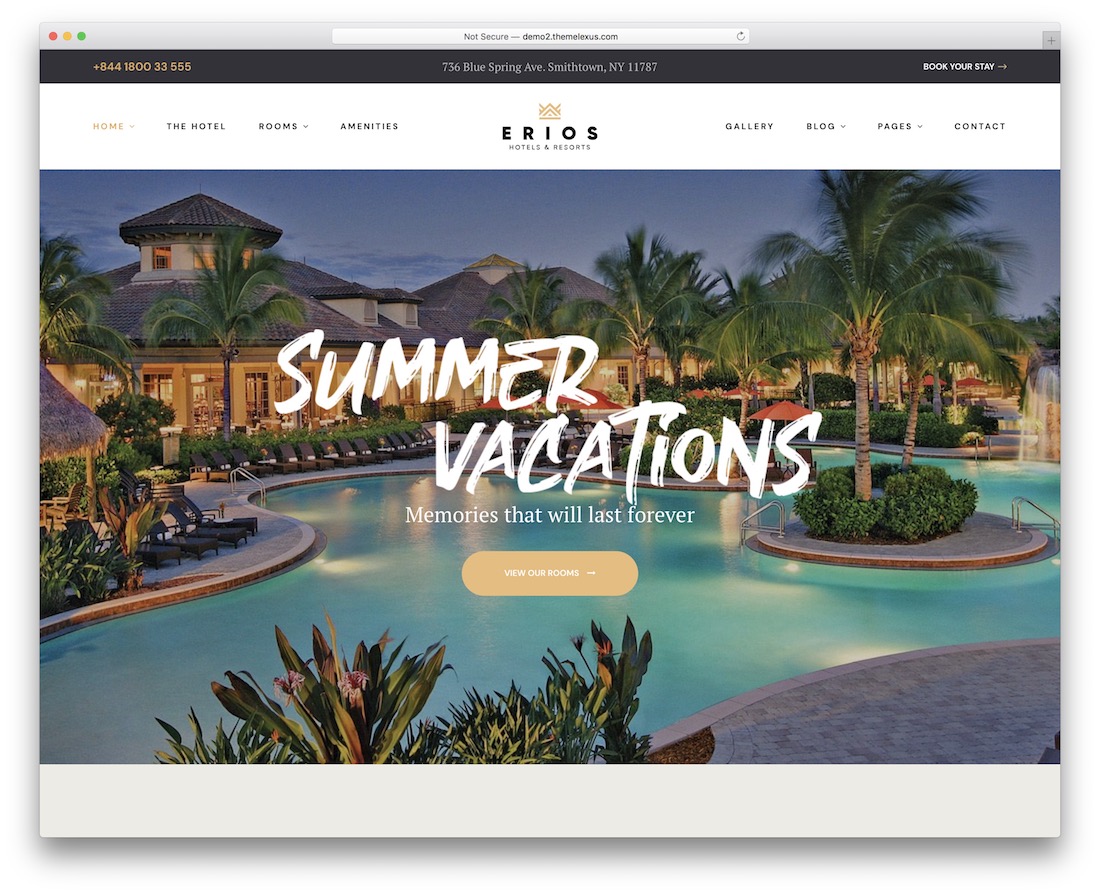 Not Secure — demo2.themelexus.com
+844 1800 33 555
736 Blue Spring Ave. Smithtown, NY 11787
BOOK YOUR STAY →
HOME
THE HOTEL
ROOMS
AMENITIES
ERIOS
HOTELS & RESORTS
GALLERY
BLOG
PAGES
CONTACT
SUMMER
VACATIONS
Memories that will last forever
VIEW OUR ROOMS →